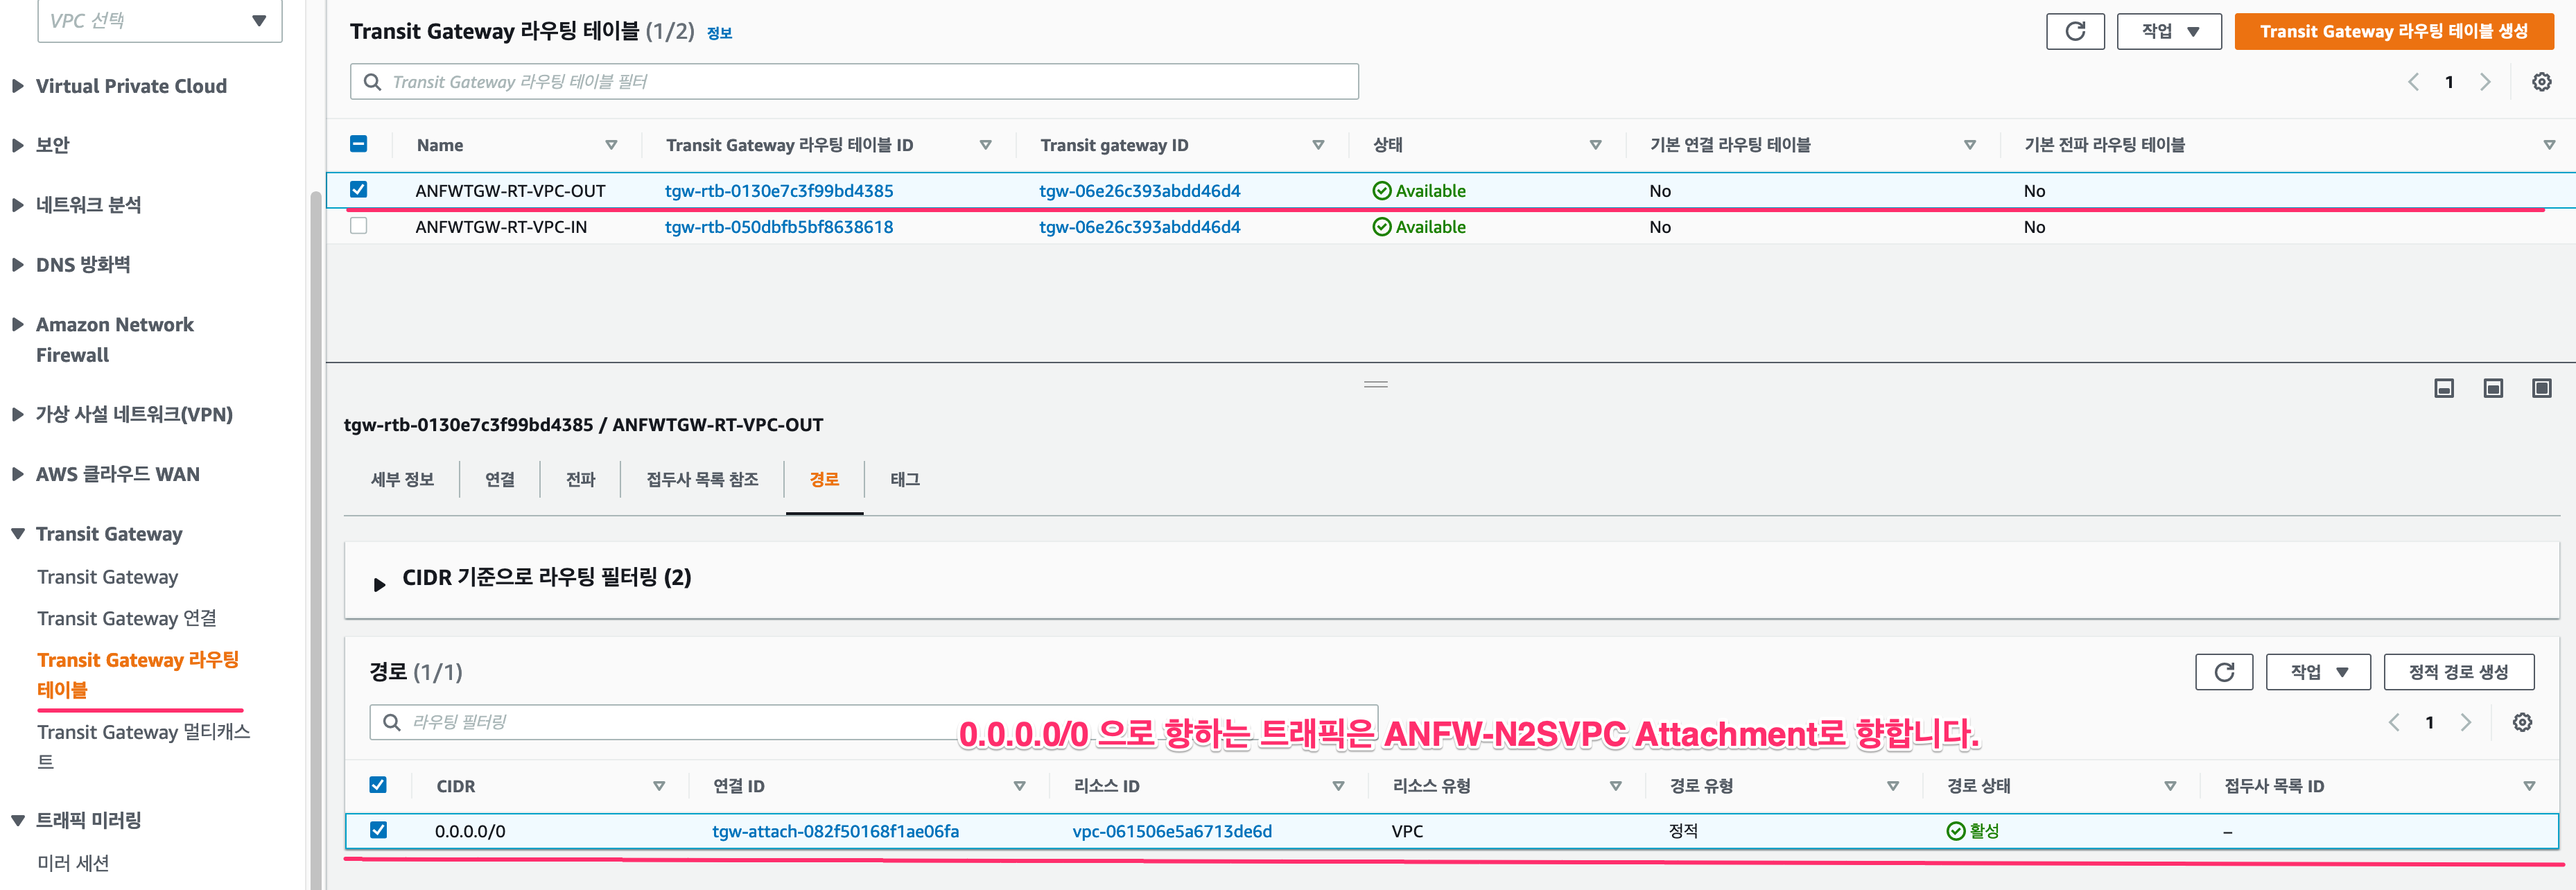 VPC 선택
Virtual Private Cloud
보안
네트워크 분석
DNS 방화벽
Amazon Network
Firewall
가상 사설 네트워크(VPN)
AWS 클라우드 WAN
Transit Gateway
Transit Gateway
Transit Gateway 연결
Transit Gateway 라우팅
테이블
Transit Gateway 멀티캐스
트
트래픽 미러링
미러 세션
Transit Gateway 라우팅 테이블 (1/2) 정보
작업
Transit Gateway 라우팅 테이블 생성
Transit Gateway 라우팅 테이블 필터
1
Name Transit Gateway 라우팅 테이블 ID Transit gateway ID 상태 기본 연결 라우팅 테이블 기본 전파 라우팅 테이블
ANFWTGW-RT-VPC-OUT tgw-rtb-0130e7c3f99bd4385 tgw-06e26c393abdd46d4 Available No No
ANFWTGW-RT-VPC-IN tgw-rtb-050dbfb5bf8638618 tgw-06e26c393abdd46d4 Available No No
tgw-rtb-0130e7c3f99bd4385 / ANFWTGW-RT-VPC-OUT
세부 정보 연결 전파 접두사 목록 참조 경로 태그
CIDR 기준으로 라우팅 필터링 (2)
경로 (1/1)
작업
정적 경로 생성
라우팅 필터링
0.0.0.0/0 으로 향하는 트래픽은 ANFW-N2SVPC Attachment로 향합니다.
1
CIDR 연결 ID 리소스 ID 리소스 유형 경로 유형 경로 상태 접두사 목록 ID
0.0.0.0/0 tgw-attach-082f50168f1ae06fa vpc-061506e5a6713de6d VPC 정적 활성 –